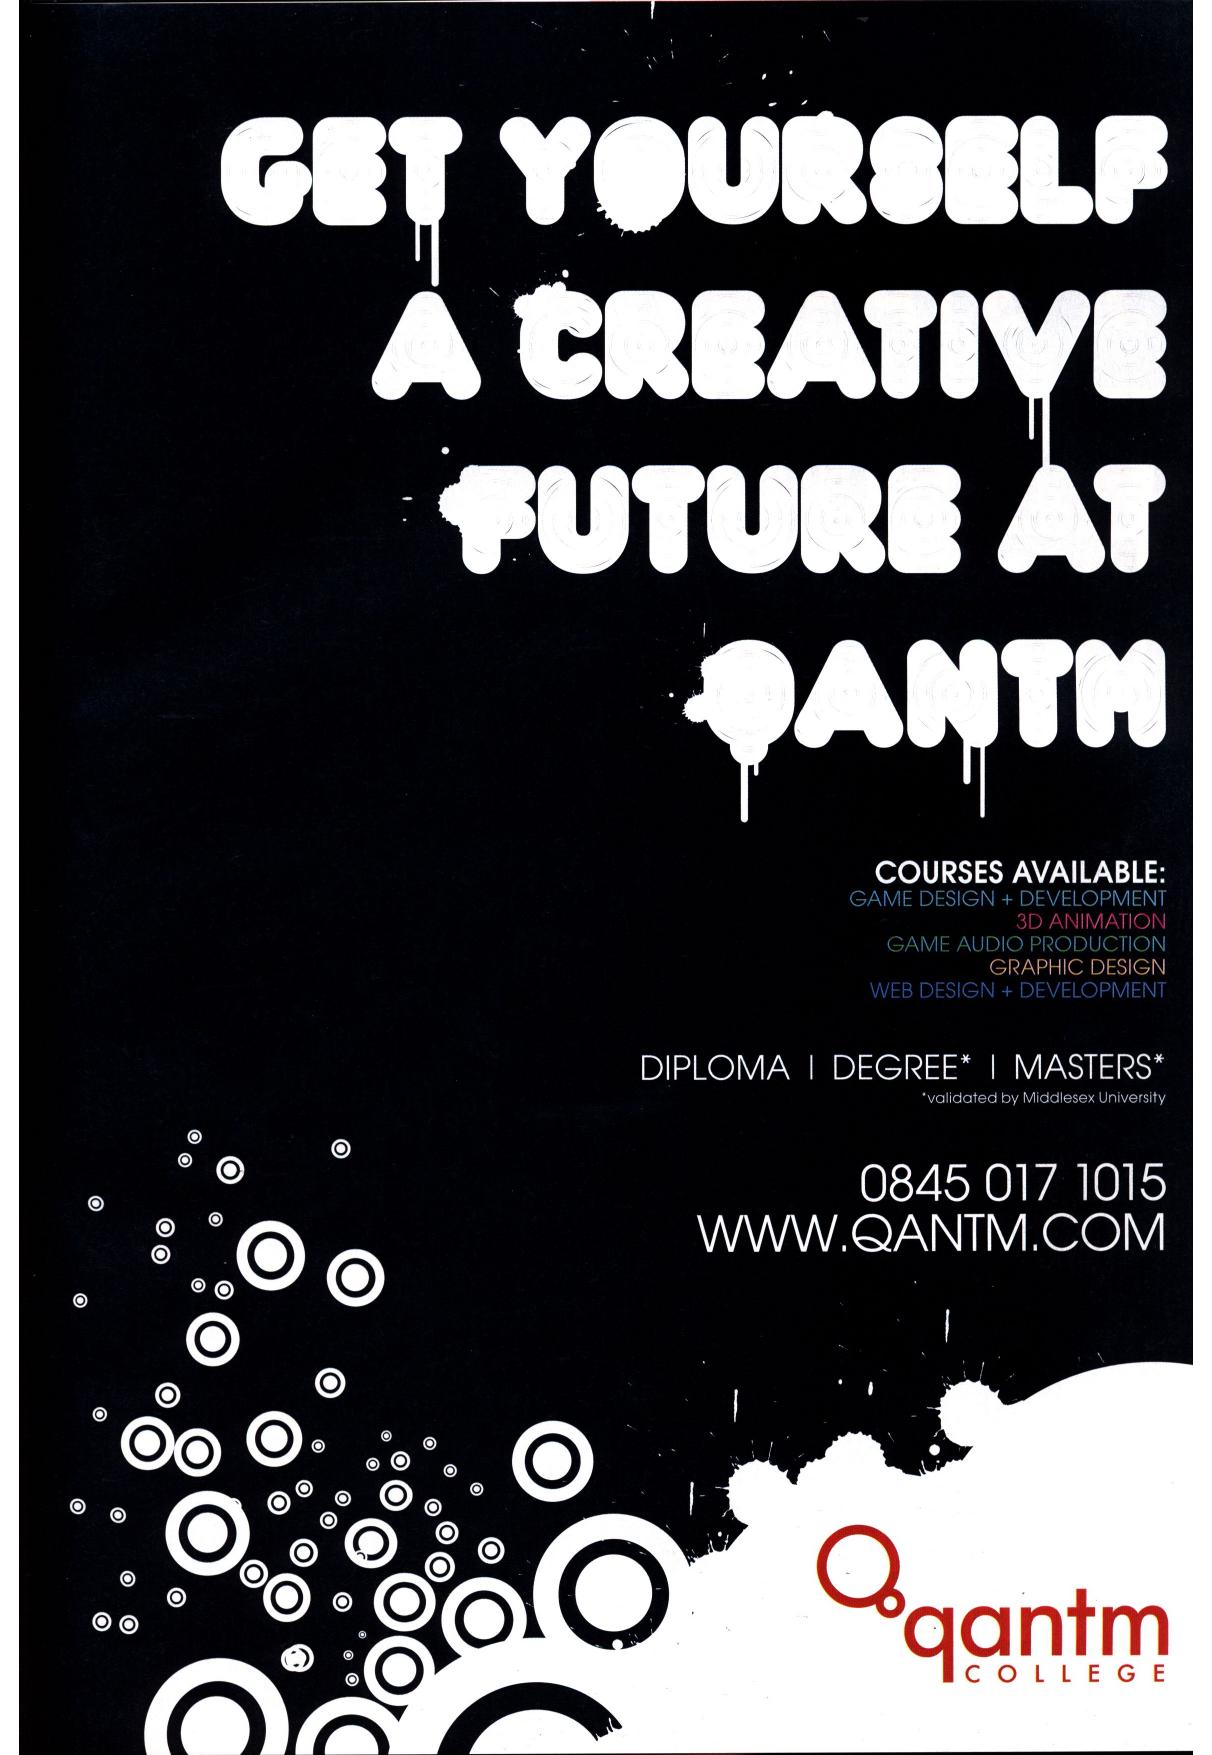 GET YOURSELF
A CREATIVE
FUTURE AT
QANTM
COURSES AVAILABLE:
GAME DESIGN + DEVELOPMENT
3D ANIMATION
GAME AUDIO PRODUCTION
GRAPHIC DESIGN
WEB DESIGN + DEVELOPMENT
DIPLOMA | DEGREE* | MASTERS*
*validated by Middlesex University
0845 017 1015
WWW.QANTM.COM
qantm
COLLEGE